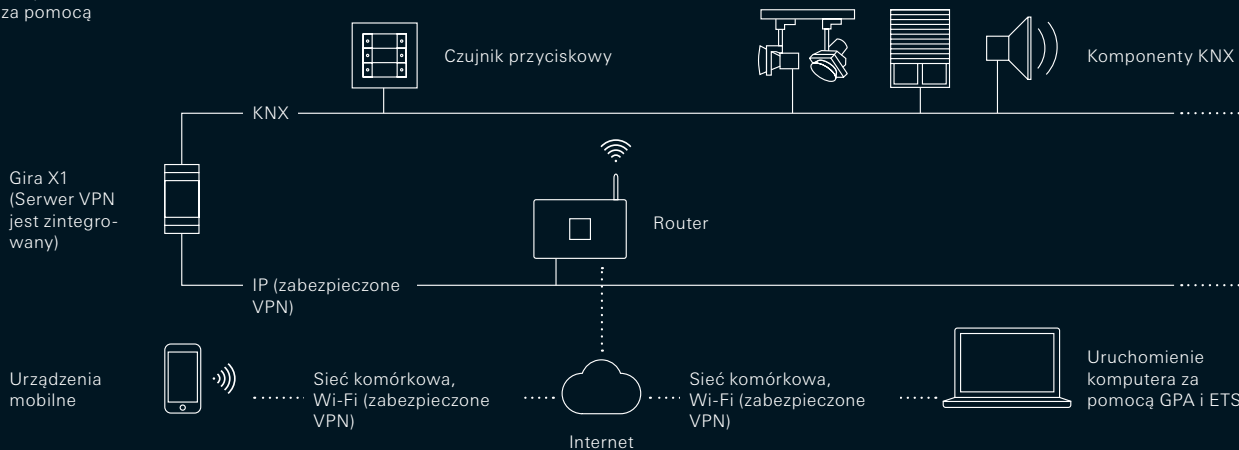 za pomocą
Czujnik przyciskowy
Komponenty KNX
KNX
Gira X1
(Serwer VPN
jest zintegro-
wany)
Router
IP (zabezpieczone
VPN)
Urządzenia
mobilne
Sieć komórkowa,
Wi-Fi (zabezpieczone
VPN)
Internet
Sieć komórkowa,
Wi-Fi (zabezpieczone
VPN)
Uruchomienie
komputera za
pomocą GPA i ETS